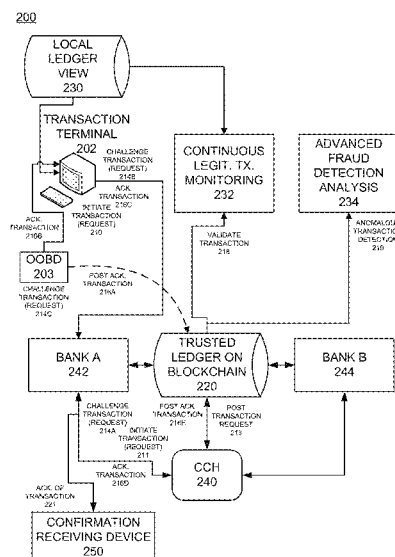 200
LOCAL
LEDGER
VIEW
230
TRANSACTION
TERMINAL
202
CHALLENGE
TRANSACTION
(REQUEST)
214B
ACK.
TRANSACTION
216C
INITIATE
TRANSACTION
(REQUEST)
210
CONTINUOUS
LEGIT. TX.
MONITORING
232
ADVANCED
FRAUD
DETECTION
ANALYSIS
234
ACK.
TRANSACTION
216B
OOBD
203
CHALLENGE
TRANSACTION
(REQUEST)
214C
POST ACK.
TRANSACTION
216A
VALIDATE
TRANSACTION
218
ANOMALOUS
TRANSACTION
DETECTION
219
BANK A
242
TRUSTED
LEDGER ON
BLOCKCHAIN
220
BANK B
244
CHALLENGE
TRANSACTION
(REQUEST)
214A
INITIATE
TRANSACTION
(REQUEST)
211
ACK.
TRANSACTION
216D
POST ACK
TRANSACTION
POST
TRANSACTION
REQUEST
CCH
240
ACK. OF
TRANSACTION
221
CONFIRMATION
RECEIVING DEVICE
250